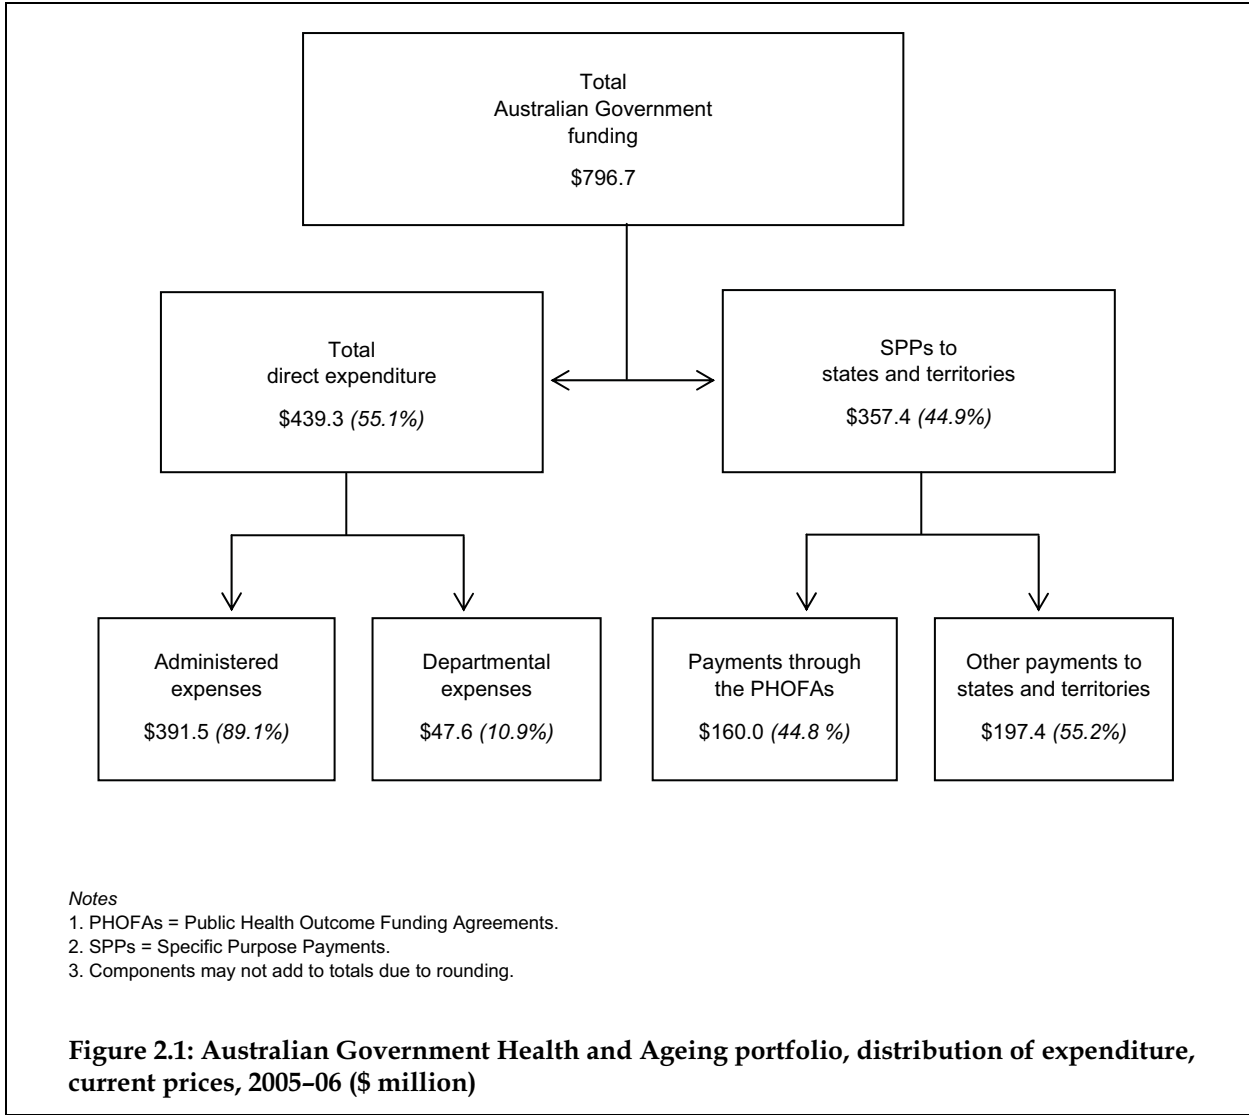 Total
Australian Government
funding
$796.7
Total
direct expenditure
$439.3 (55.1%)
SPPs to
states and territories
$357.4 (44.9%)
Administered
expenses
$391.5 (89.1%)
Departmental
expenses
$47.6 (10.9%)
Payments through
the PHOFAs
$160.0 (44.8 %)
Other payments to
states and territories
$197.4 (55.2%)
Notes
1. PHOFAs = Public Health Outcome Funding Agreements.
2. SPPs = Specific Purpose Payments.
3. Components may not add to totals due to rounding.
Figure 2.1: Australian Government Health and Ageing portfolio, distribution of expenditure,
current prices, 2005–06 ($ million)